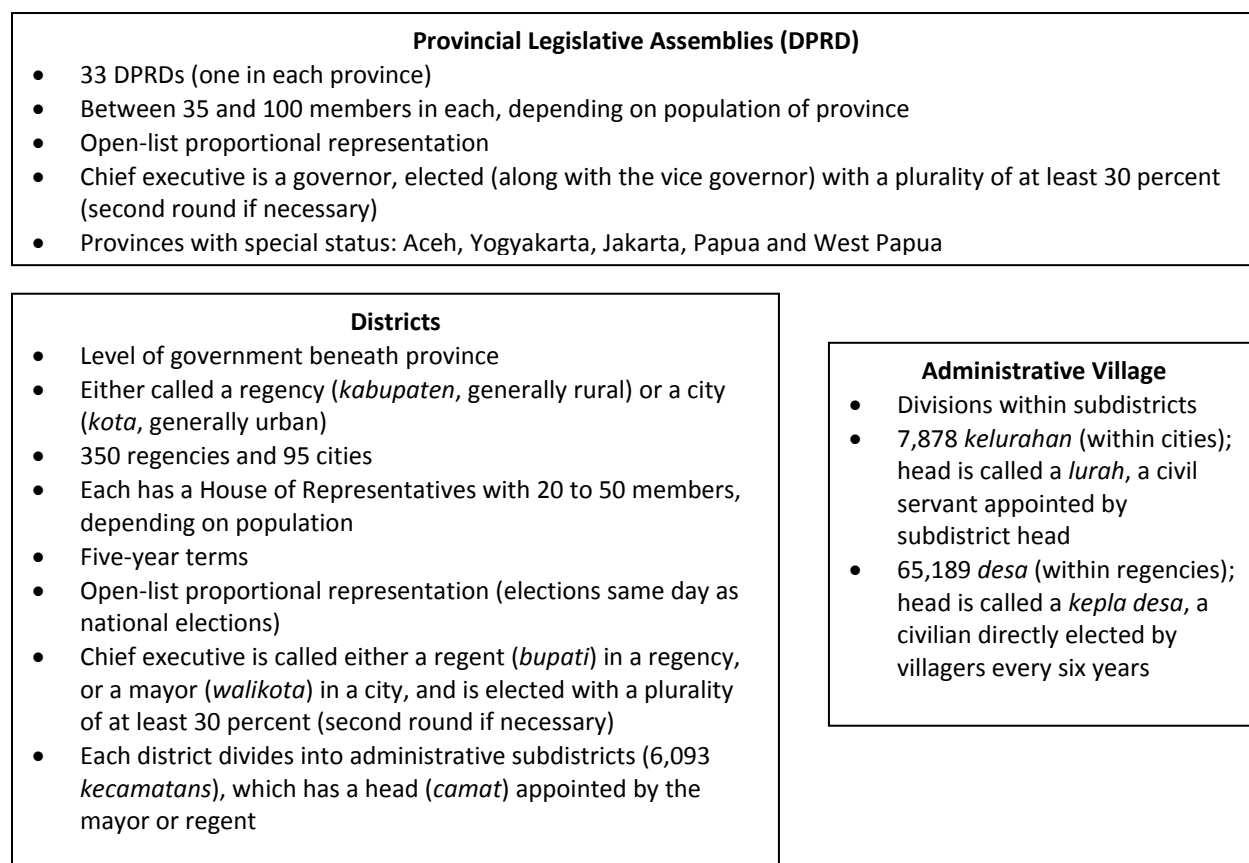 Provincial Legislative Assemblies (DPRD)
• 33 DPRDs (one in each province)
• Between 35 and 100 members in each, depending on population of province
• Open-list proportional representation
• Chief executive is a governor, elected (along with the vice governor) with a plurality of at least 30 percent
(second round if necessary)
• Provinces with special status: Aceh, Yogyakarta, Jakarta, Papua and West Papua
Districts
• Level of government beneath province
• Either called a regency (kabupaten, generally rural) or a city
(kota, generally urban)
• 350 regencies and 95 cities
• Each has a House of Representatives with 20 to 50 members,
depending on population
• Five-year terms
• Open-list proportional representation (elections same day as
national elections)
• Chief executive is called either a regent (bupati) in a regency,
or a mayor (walikota) in a city, and is elected with a plurality
of at least 30 percent (second round if necessary)
• Each district divides into administrative subdistricts (6,093
kecamatans), which has a head (camat) appointed by the
mayor or regent
Administrative Village
• Divisions within subdistricts
• 7,878 kelurahan (within cities);
head is called a lurah, a civil
servant appointed by
subdistrict head
• 65,189 desa (within regencies);
head is called a kepla desa, a
civilian directly elected by
villagers every six years